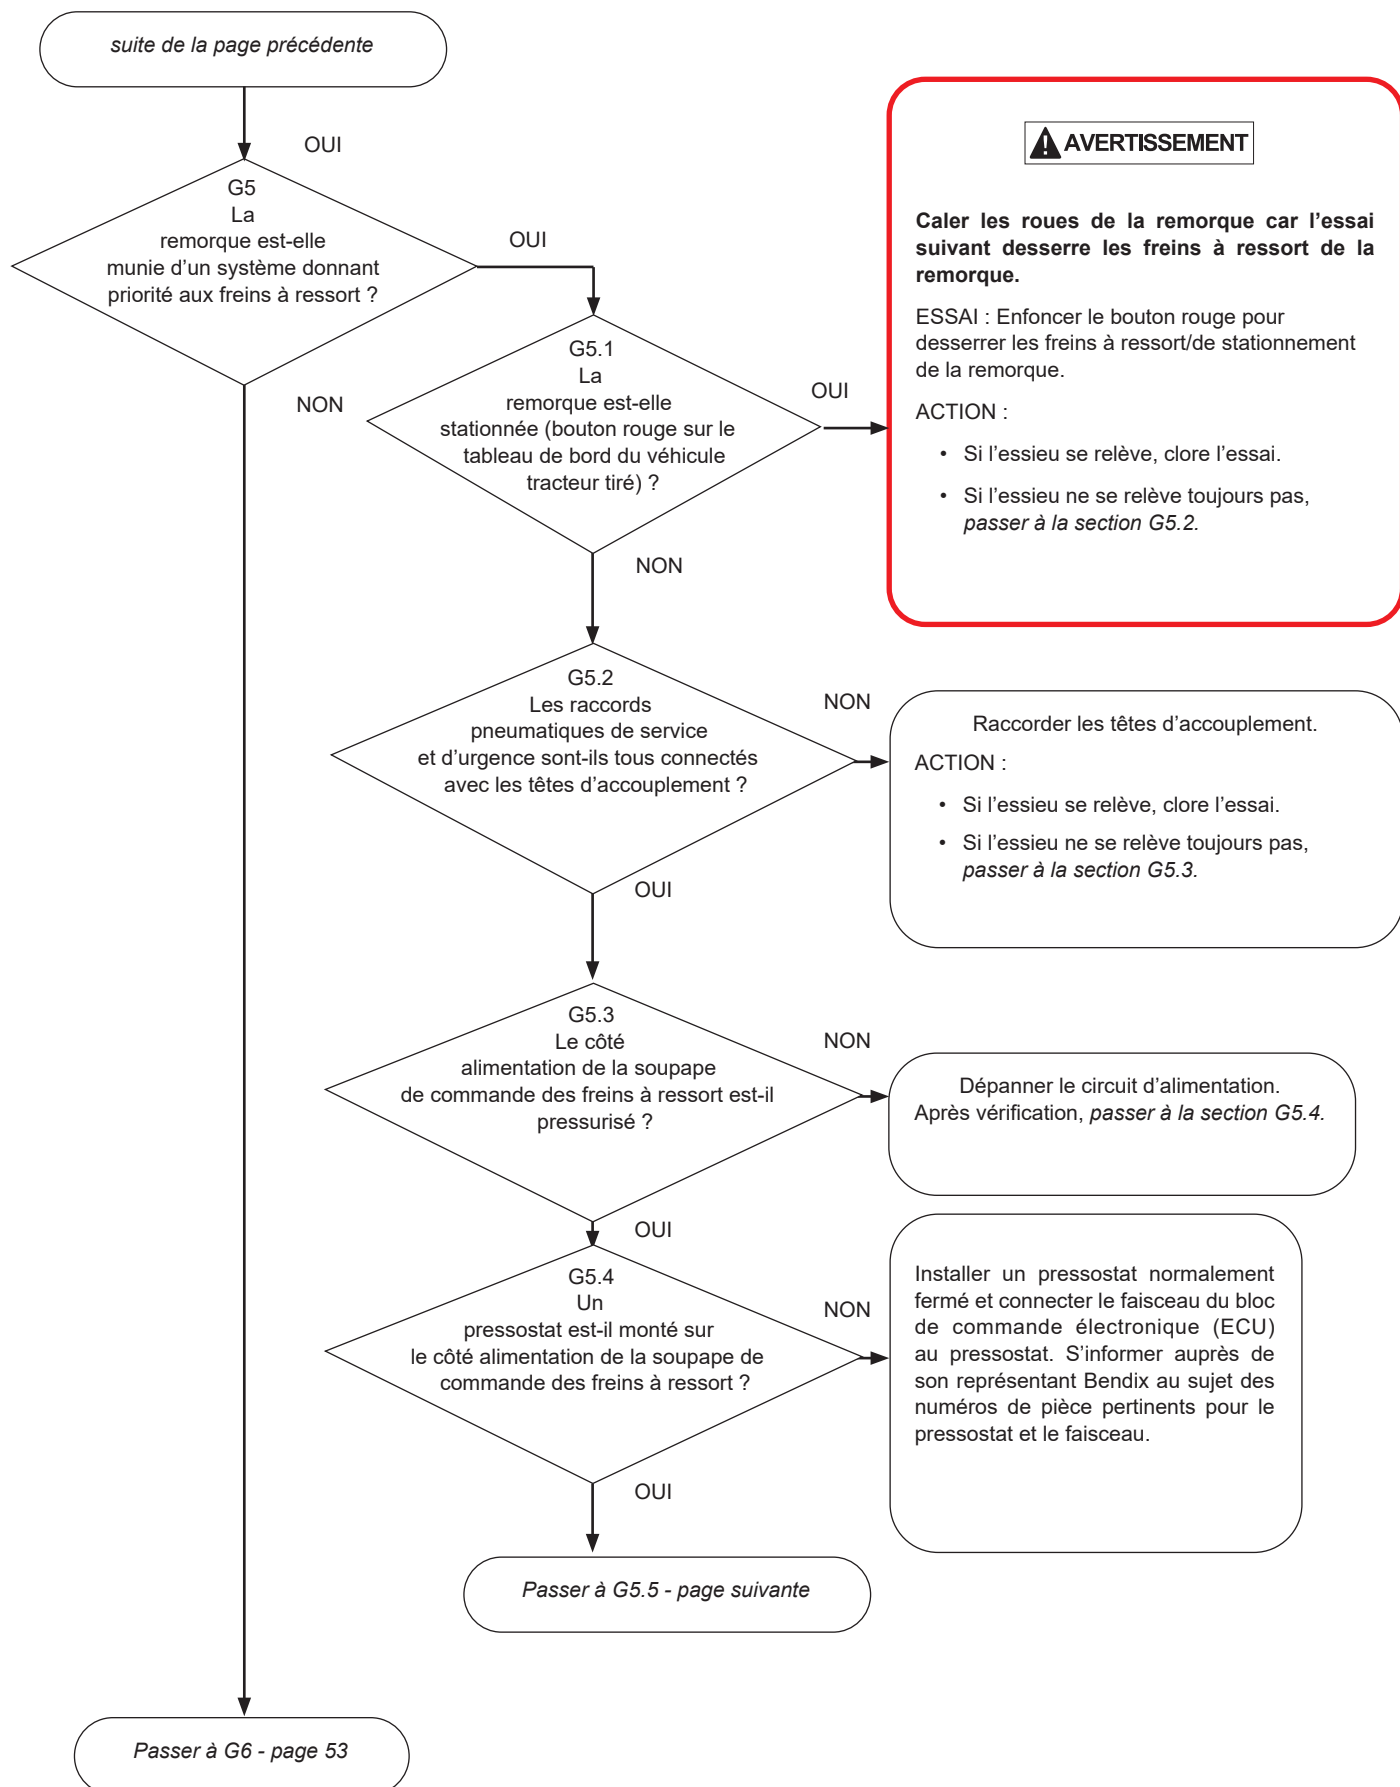 suite de la page précédente
OUI
G5
La
remorque est-elle
munie d’un système donnant
priorité aux freins à ressort ?
OUI
NON
G5.1
La
remorque est-elle
stationnée (bouton rouge sur le
tableau de bord du véhicule
tracteur tiré) ?
OUI
NON
AVERTISSEMENT
Caler les roues de la remorque car l’essai
suivant desserre les freins à ressort de la
remorque.
ESSAI : Enfoncer le bouton rouge pour
desserrer les freins à ressort/de stationnement
de la remorque.
ACTION :
• Si l’essieu se relève, clore l’essai.
• Si l’essieu ne se relève toujours pas,
passer à la section G5.2.
G5.2
Les raccords
pneumatiques de service
et d’urgence sont-ils tous connectés
avec les têtes d’accouplement ?
NON
OUI
Raccorder les têtes d’accouplement.
ACTION :
• Si l’essieu se relève, clore l’essai.
• Si l’essieu ne se relève toujours pas,
passer à la section G5.3.
G5.3
Le côté
alimentation de la soupape
de commande des freins à ressort est-il
pressurisé ?
NON
OUI
Dépanner le circuit d’alimentation.
Après vérification, passer à la section G5.4.
G5.4
Un
pressostat est-il monté sur
le côté alimentation de la soupape de
commande des freins à ressort ?
NON
OUI
Installer un pressostat normalement
fermé et connecter le faisceau du bloc
de commande électronique (ECU)
au pressostat. S’informer auprès de
son représentant Bendix au sujet des
numéros de pièce pertinents pour le
pressostat et le faisceau.
Passer à G5.5 - page suivante
Passer à G6 - page 53